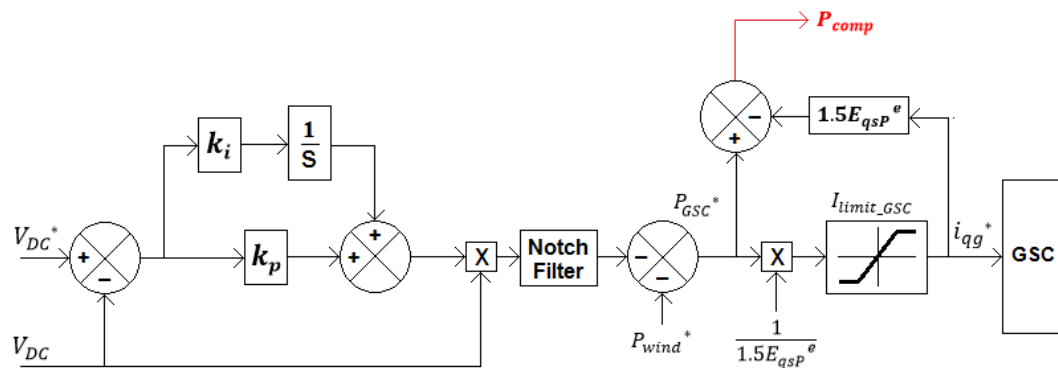 P_comp
k_i
1/S
1.5E_qsP^e
V_DC*
+
−
k_p
+
+
X
Notch
Filter
−
−
P_wind*
P_GSC*
+
−
X
1/1.5E_qsP^e
I_limit_GSC
i_qg*
GSC
V_DC